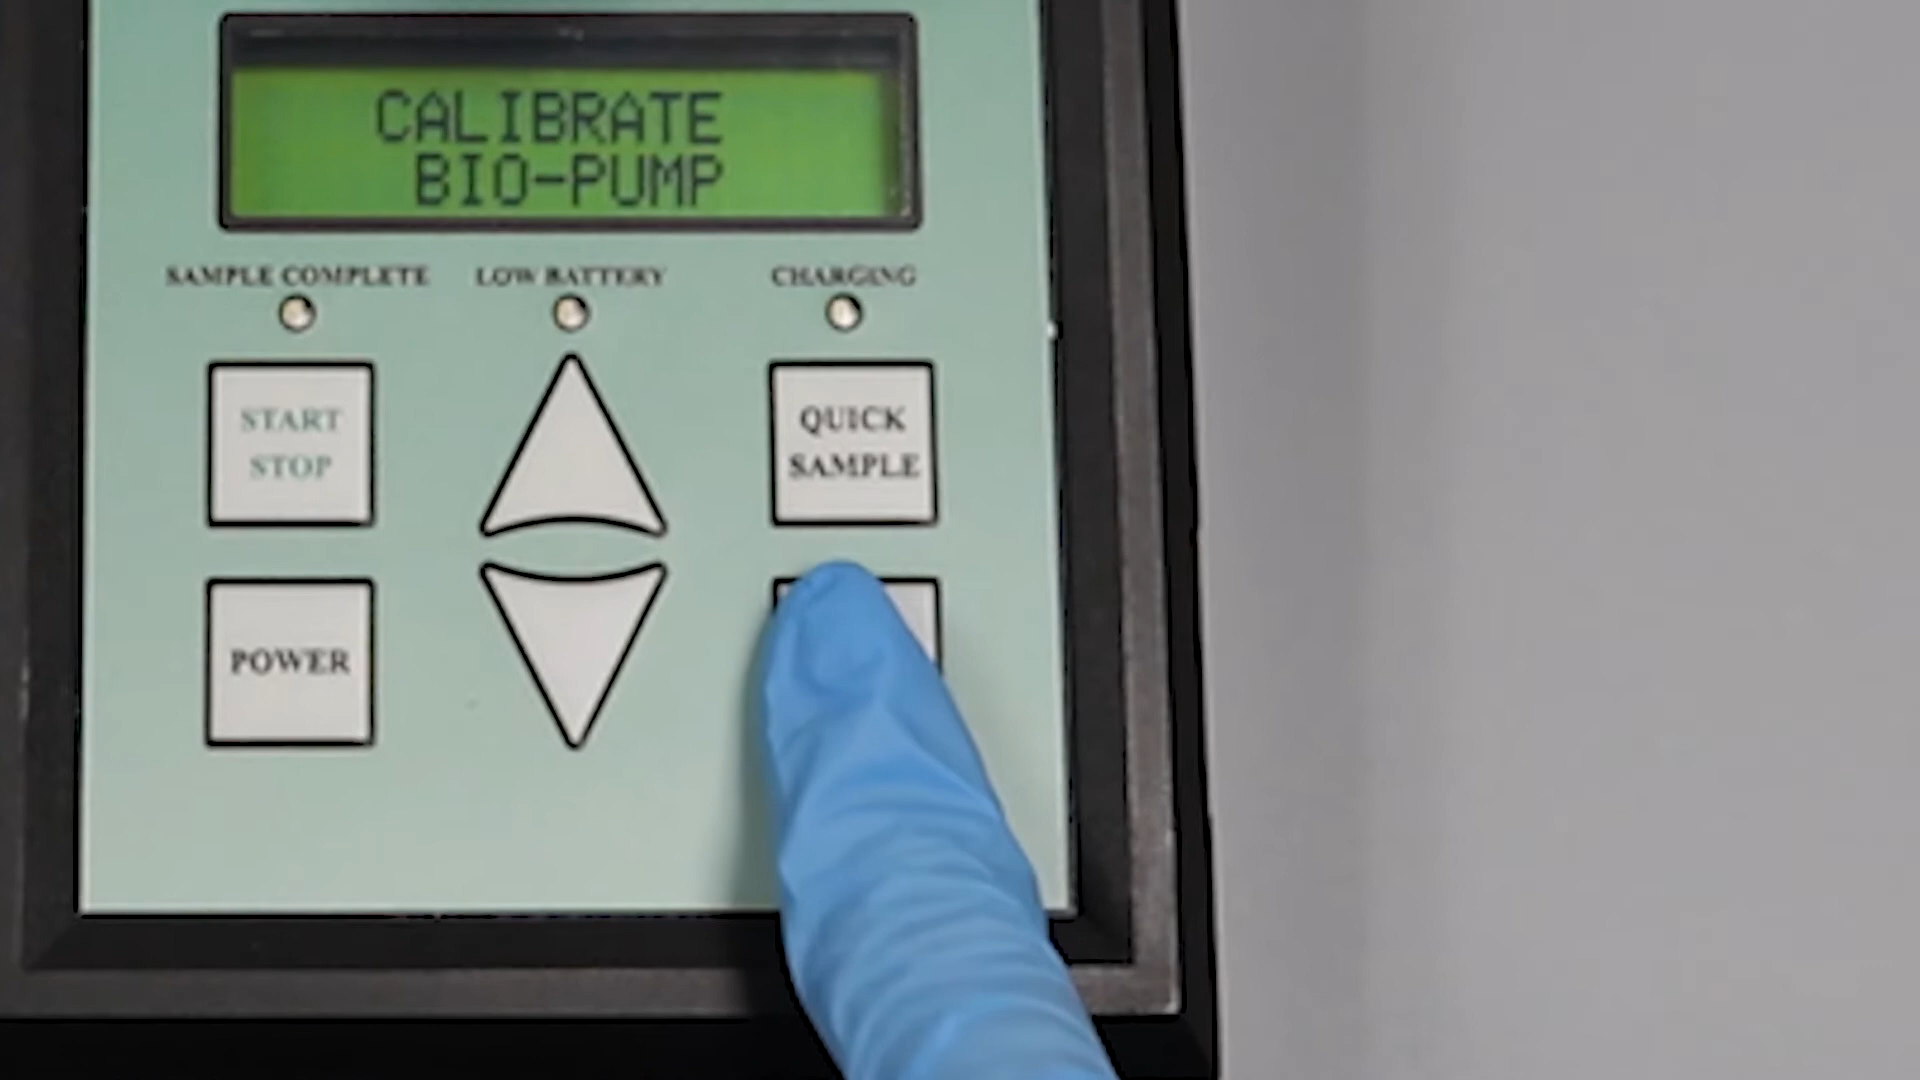 CALIBRATE
BIO-PUMP
SAMPLE COMPLETE LOW BATTERY CHARGING
START
STOP
QUICK
SAMPLE
POWER